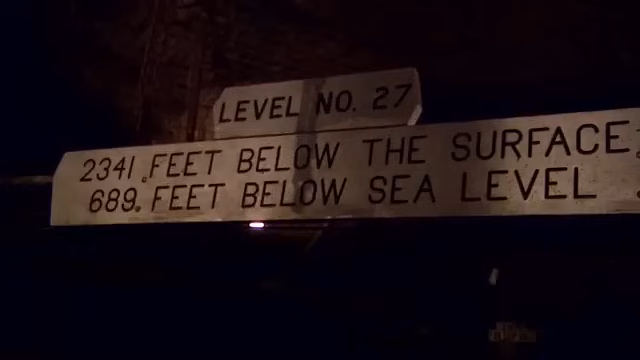 LEVEL NO. 27
2341. FEET BELOW THE SURFACE.
689. FEET BELOW SEA LEVEL